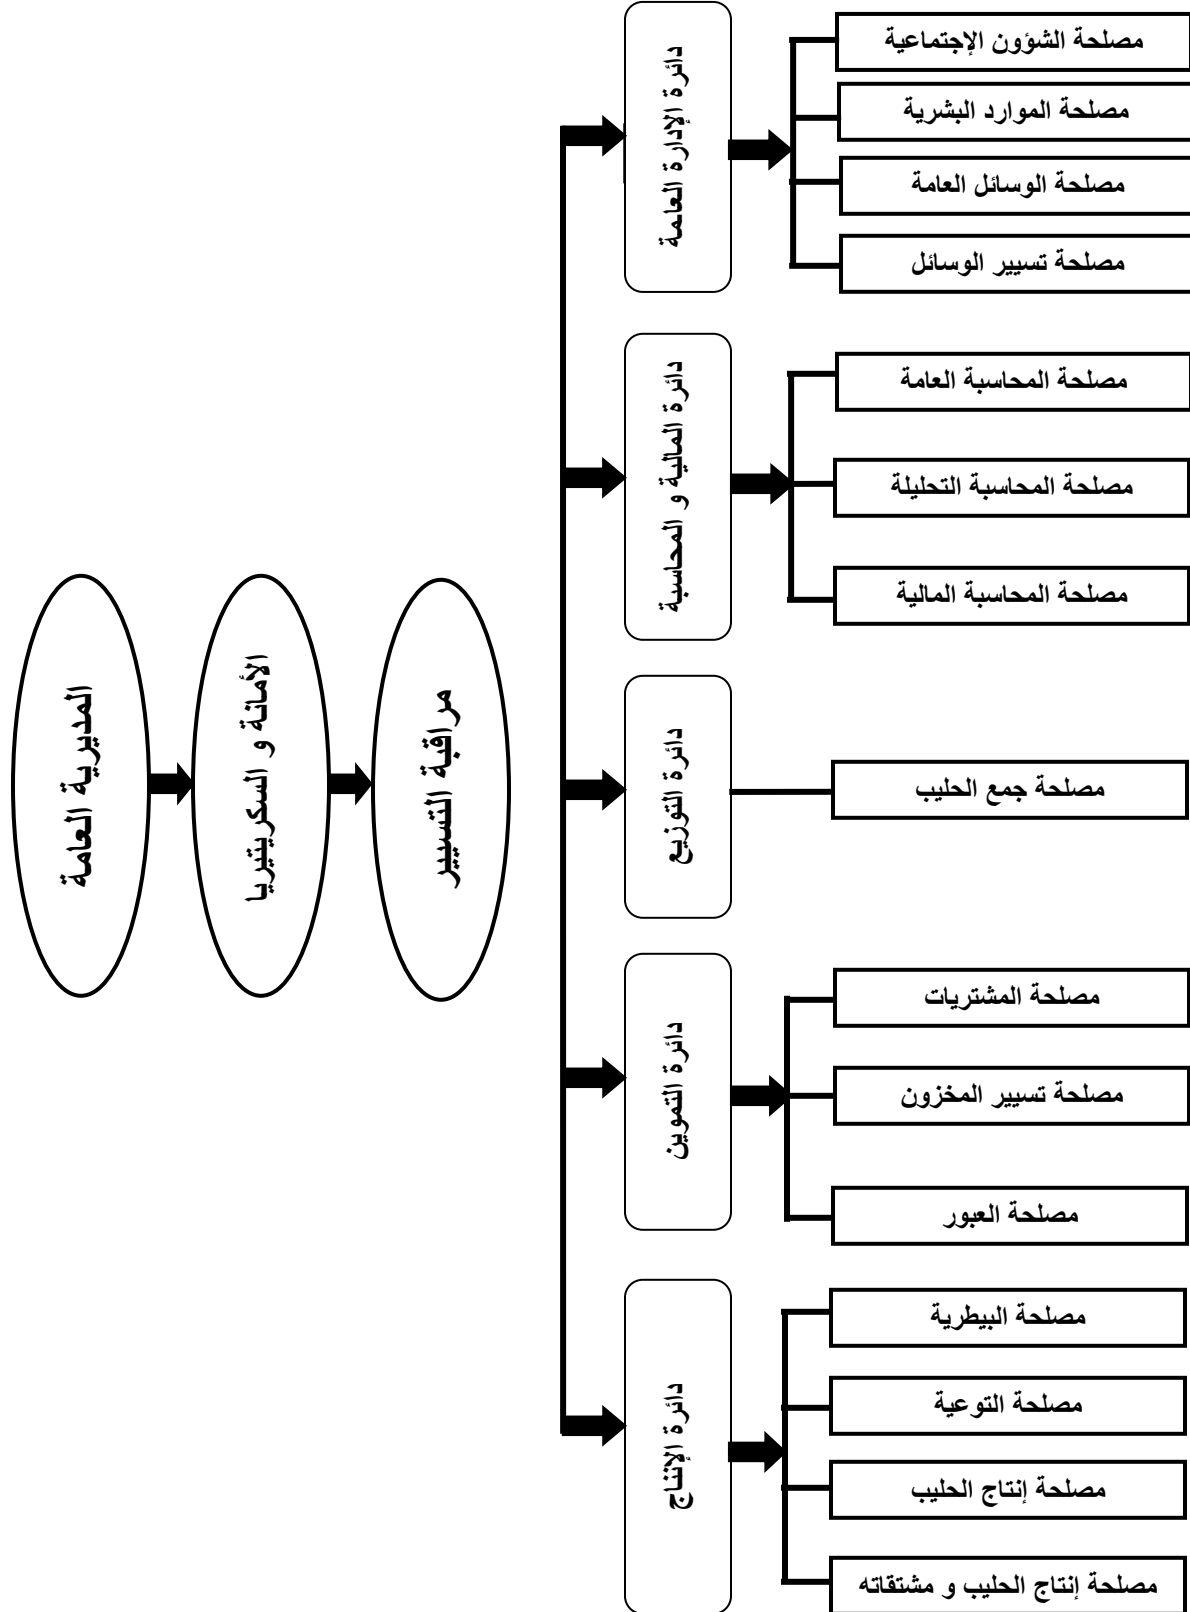 المديرية العامة
الأمانة و السكريتيريا
مراقبة التسيير
دائرة الإدارة العامة
مصلحة الشؤون الإجتماعية
مصلحة الموارد البشرية
مصلحة الوسائل العامة
مصلحة تسيير الوسائل
دائرة المالية و المحاسبة
مصلحة المحاسبة العامة
مصلحة المحاسبة التحليلة
مصلحة المحاسبة المالية
دائرة التوزيع
مصلحة جمع الحليب
دائرة التموين
مصلحة المشتريات
مصلحة تسيير المخزون
مصلحة العبور
دائرة الإنتاج
مصلحة البيطرية
مصلحة التوعية
مصلحة إنتاج الحليب
مصلحة إنتاج الحليب و مشتقاته